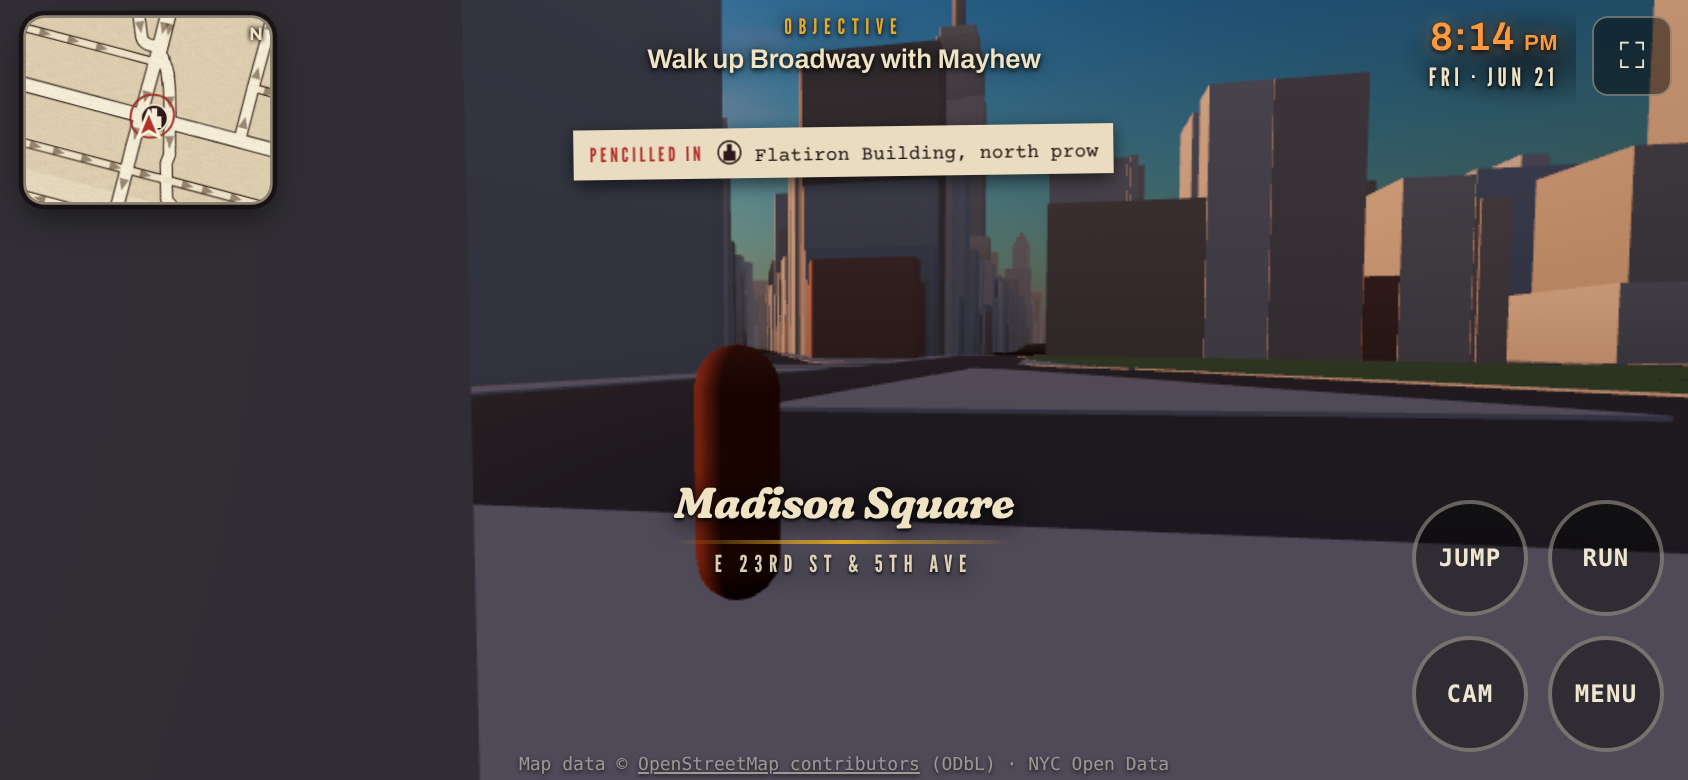 N
OBJECTIVE
Walk up Broadway with Mayhew
8:14 PM
FRI · JUN 21
PENCILLED IN Flatiron Building, north prow
Madison Square
E 23RD ST & 5TH AVE
JUMP
RUN
CAM
MENU
Map data © OpenStreetMap contributors (ODbL) · NYC Open Data